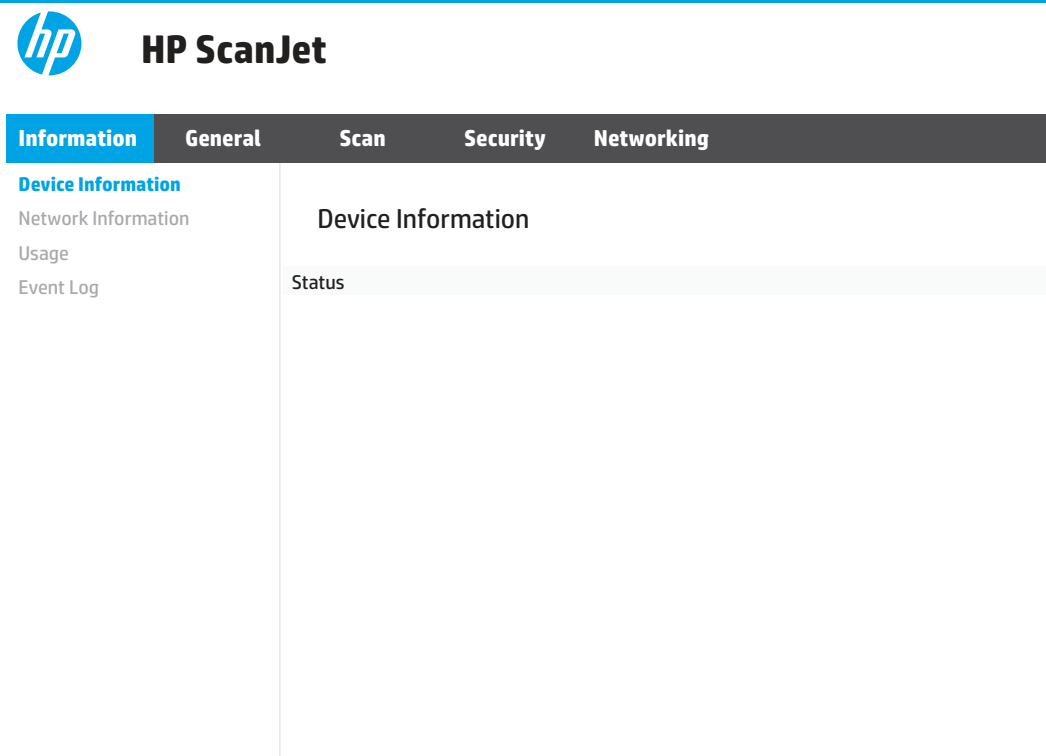 hp
HP ScanJet
Information General Scan Security Networking
Device Information
Network Information
Usage
Event Log
Device Information
Status